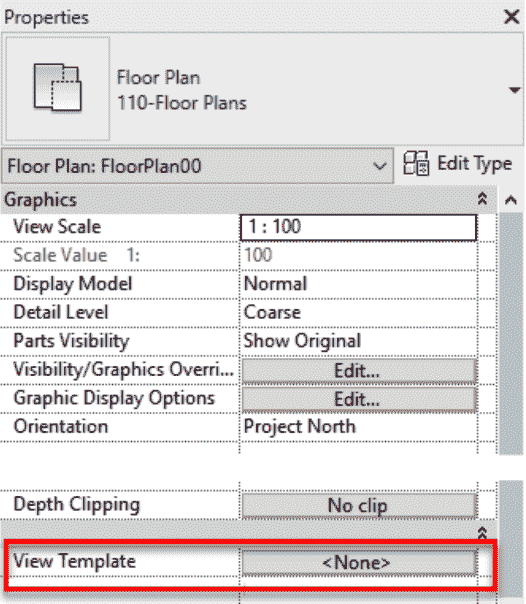 Properties
Floor Plan
110-Floor Plans
Floor Plan: FloorPlan00 Edit Type
Graphics
View Scale 1 : 100
Scale Value 1: 100
Display Model Normal
Detail Level Coarse
Parts Visibility Show Original
Visibility/Graphics Overri... Edit...
Graphic Display Options Edit...
Orientation Project North
Depth Clipping No clip
View Template <None>